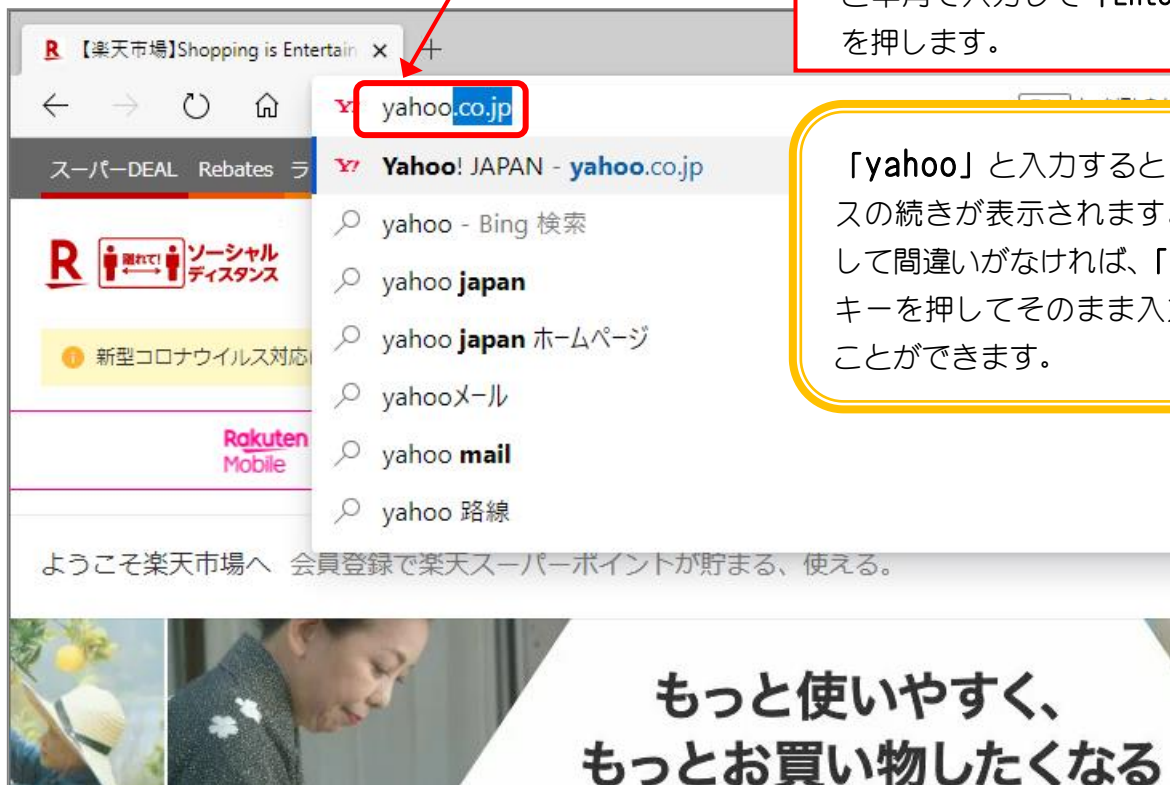 を押します。
【楽天市場】Shopping is Entertain
yahoo.co.jp
スーパーDEAL Rebates ラ
Yahoo! JAPAN - yahoo.co.jp
yahoo - Bing 検索
yahoo japan
yahoo japan ホームページ
yahooメール
yahoo mail
yahoo 路線
「yahoo」と入力すると
スの続きが表示されます
して間違いがなければ、「
キーを押してそのまま入
ことができます。
R 離れて! ソーシャル
ディスタンス
新型コロナウイルス対応
Rakuten
Mobile
ようこそ楽天市場へ 会員登録で楽天スーパーポイントが貯まる、使える。
もっと使いやすく、
もっとお買い物したくなる